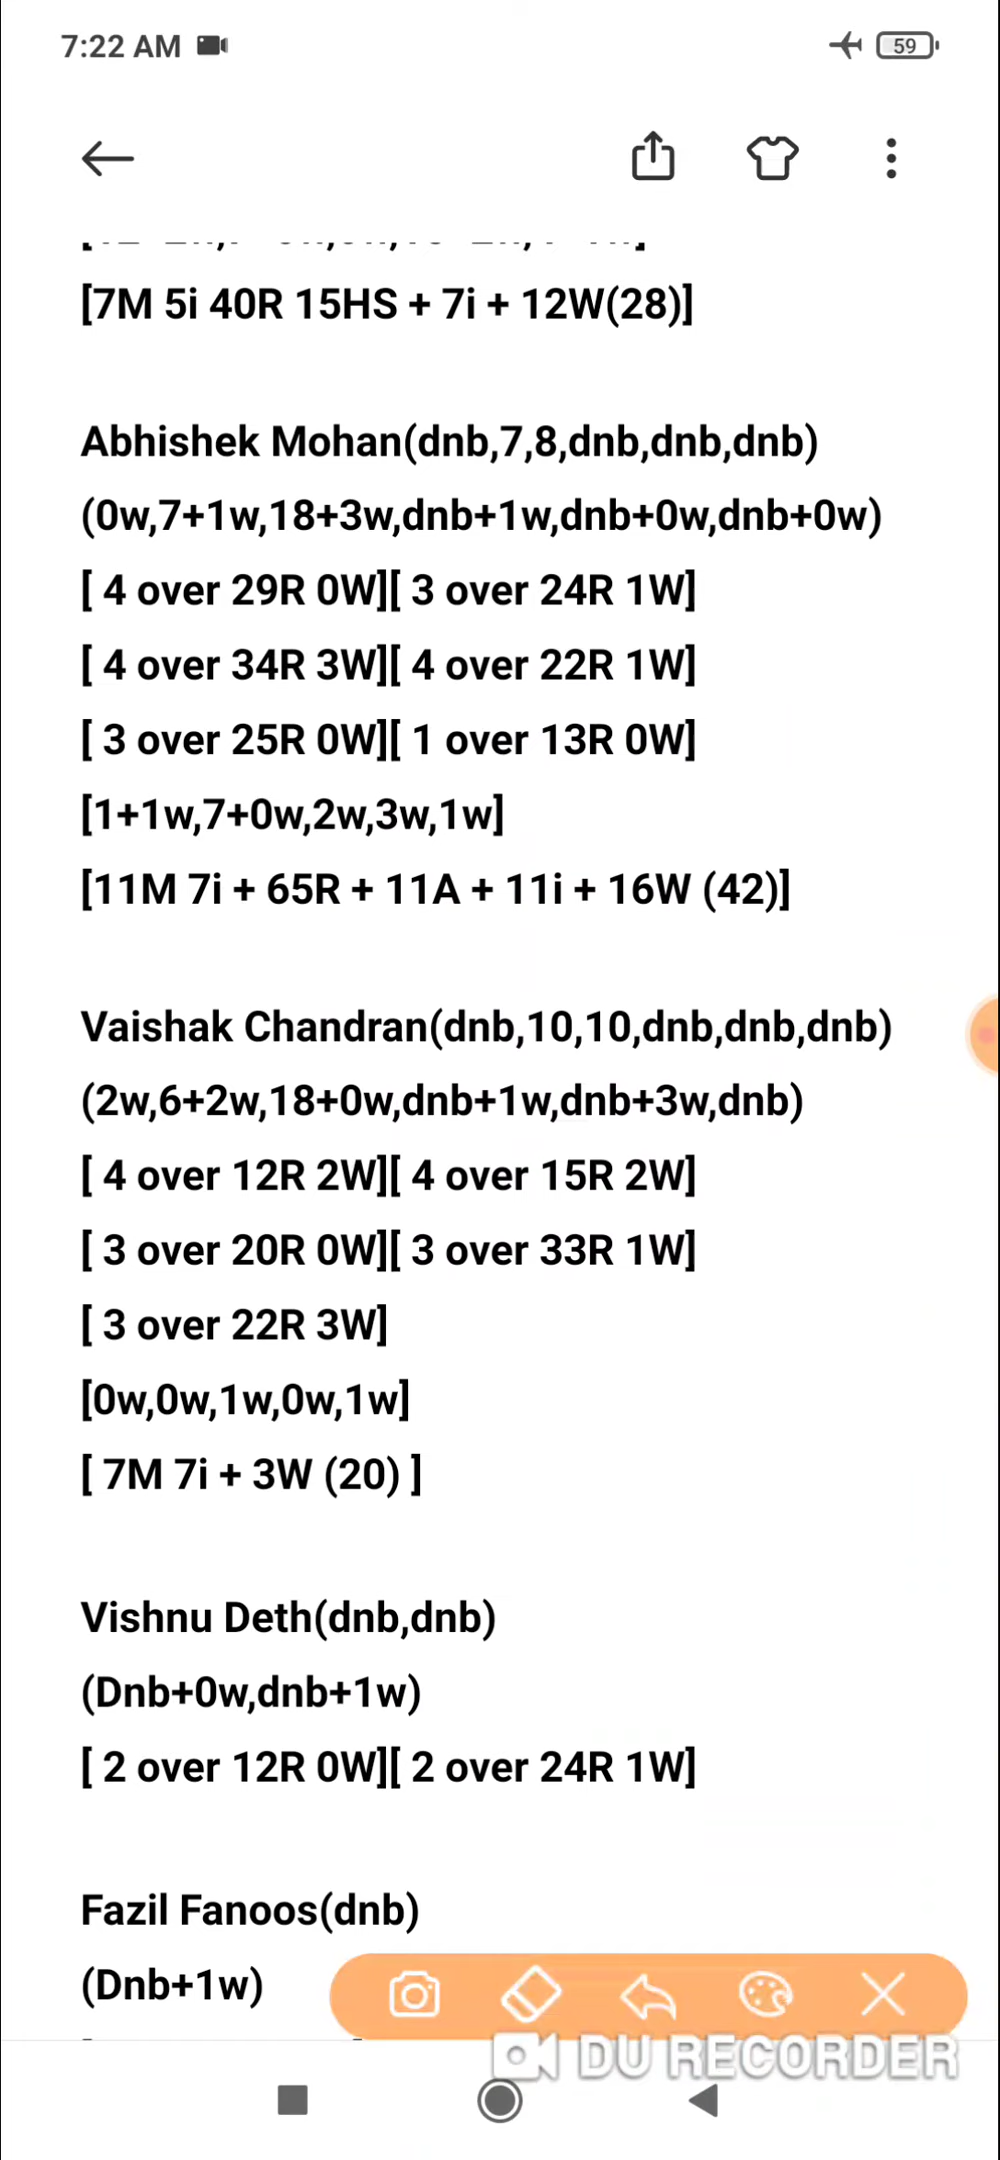 7:22 AM
59
[7M 5i 40R 15HS + 7i + 12W(28)]
Abhishek Mohan(dnb,7,8,dnb,dnb,dnb)
(0w,7+1w,18+3w,dnb+1w,dnb+0w,dnb+0w)
[ 4 over 29R 0W][ 3 over 24R 1W]
[ 4 over 34R 3W][ 4 over 22R 1W]
[ 3 over 25R 0W][ 1 over 13R 0W]
[1+1w,7+0w,2w,3w,1w]
[11M 7i + 65R + 11A + 11i + 16W (42)]
Vaishak Chandran(dnb,10,10,dnb,dnb,dnb)
(2w,6+2w,18+0w,dnb+1w,dnb+3w,dnb)
[ 4 over 12R 2W][ 4 over 15R 2W]
[ 3 over 20R 0W][ 3 over 33R 1W]
[ 3 over 22R 3W]
[0w,0w,1w,0w,1w]
[ 7M 7i + 3W (20) ]
Vishnu Deth(dnb,dnb)
(Dnb+0w,dnb+1w)
[ 2 over 12R 0W][ 2 over 24R 1W]
Fazil Fanoos(dnb)
(Dnb+1w)
DU RECORDER